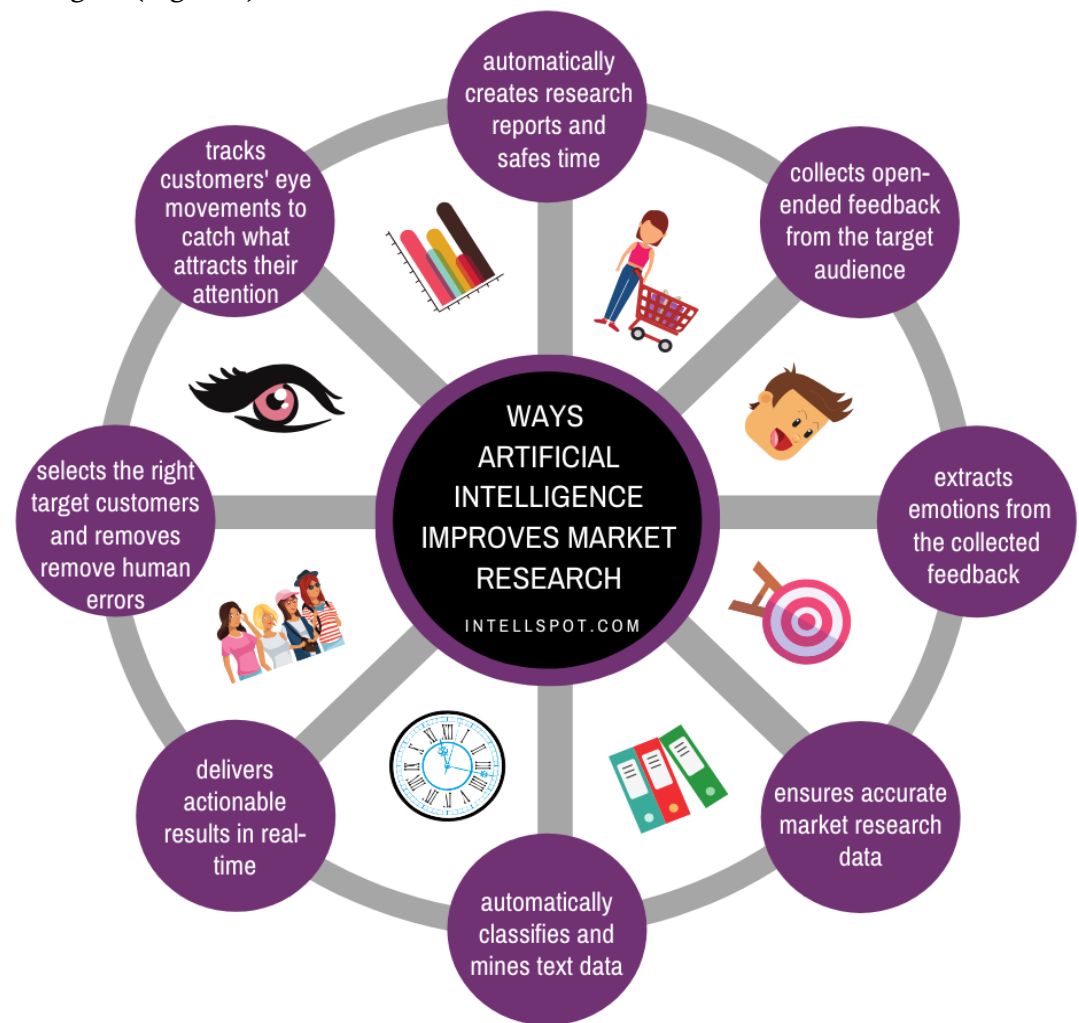 automatically
creates research
reports and
safes time
tracks
customers' eye
movements to
catch what
attracts their
attention
collects open-
ended feedback
from the target
audience
WAYS
ARTIFICIAL
INTELLIGENCE
IMPROVES MARKET
RESEARCH
INTELLSPOT.COM
selects the right
target customers
and removes
remove human
errors
extracts
emotions from
the collected
feedback
delivers
actionable
results in real-
time
ensures accurate
market research
data
automatically
classifies and
mines text data